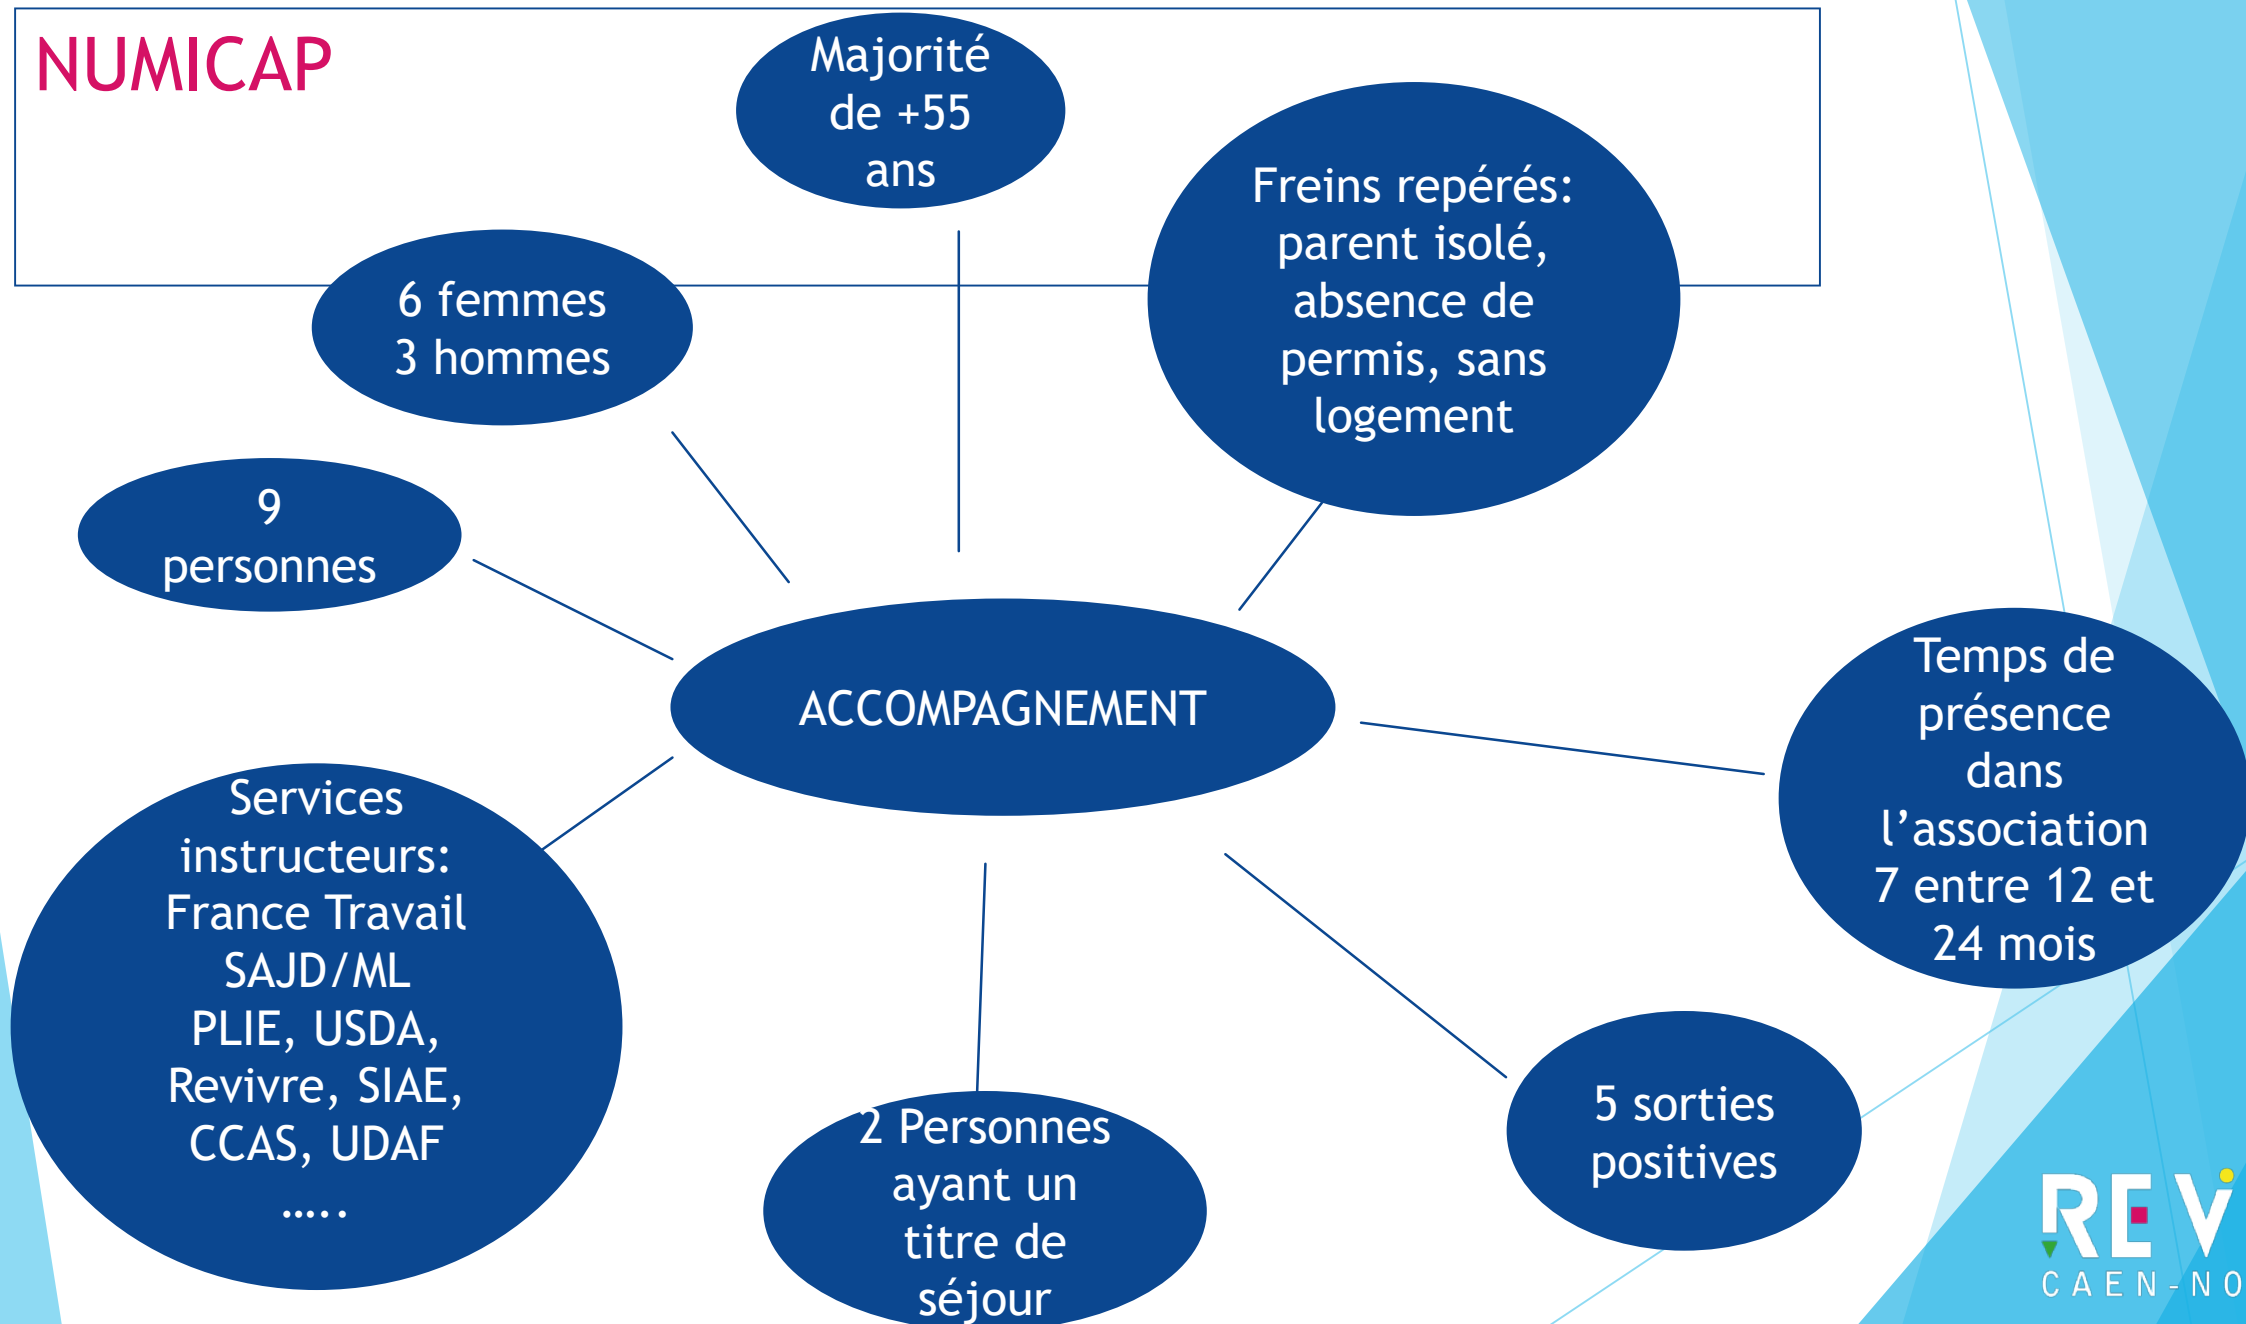 NUMICAP
Majorité
de +55
ans
Freins repérés:
parent isolé,
absence de
permis, sans
logement
6 femmes
3 hommes
9
personnes
ACCOMPAGNEMENT
Temps de
présence
dans
l’association
7 entre 12 et
24 mois
Services
instructeurs:
France Travail
SAJD/ML
PLIE, USDA,
Revivre, SIAE,
CCAS, UDAF
…..
2 Personnes
ayant un
titre de
séjour
5 sorties
positives
REVi
CAEN-NO